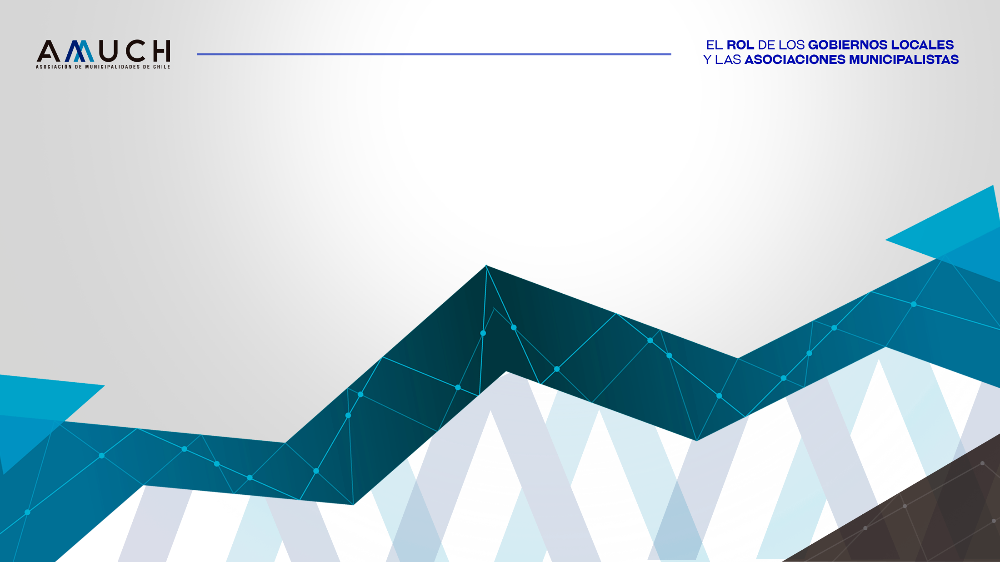 AMUCH
ASOCIACIÓN DE MUNICIPALIDADES DE CHILE
EL ROL DE LOS GOBIERNOS LOCALES
Y LAS ASOCIACIONES MUNICIPALISTAS